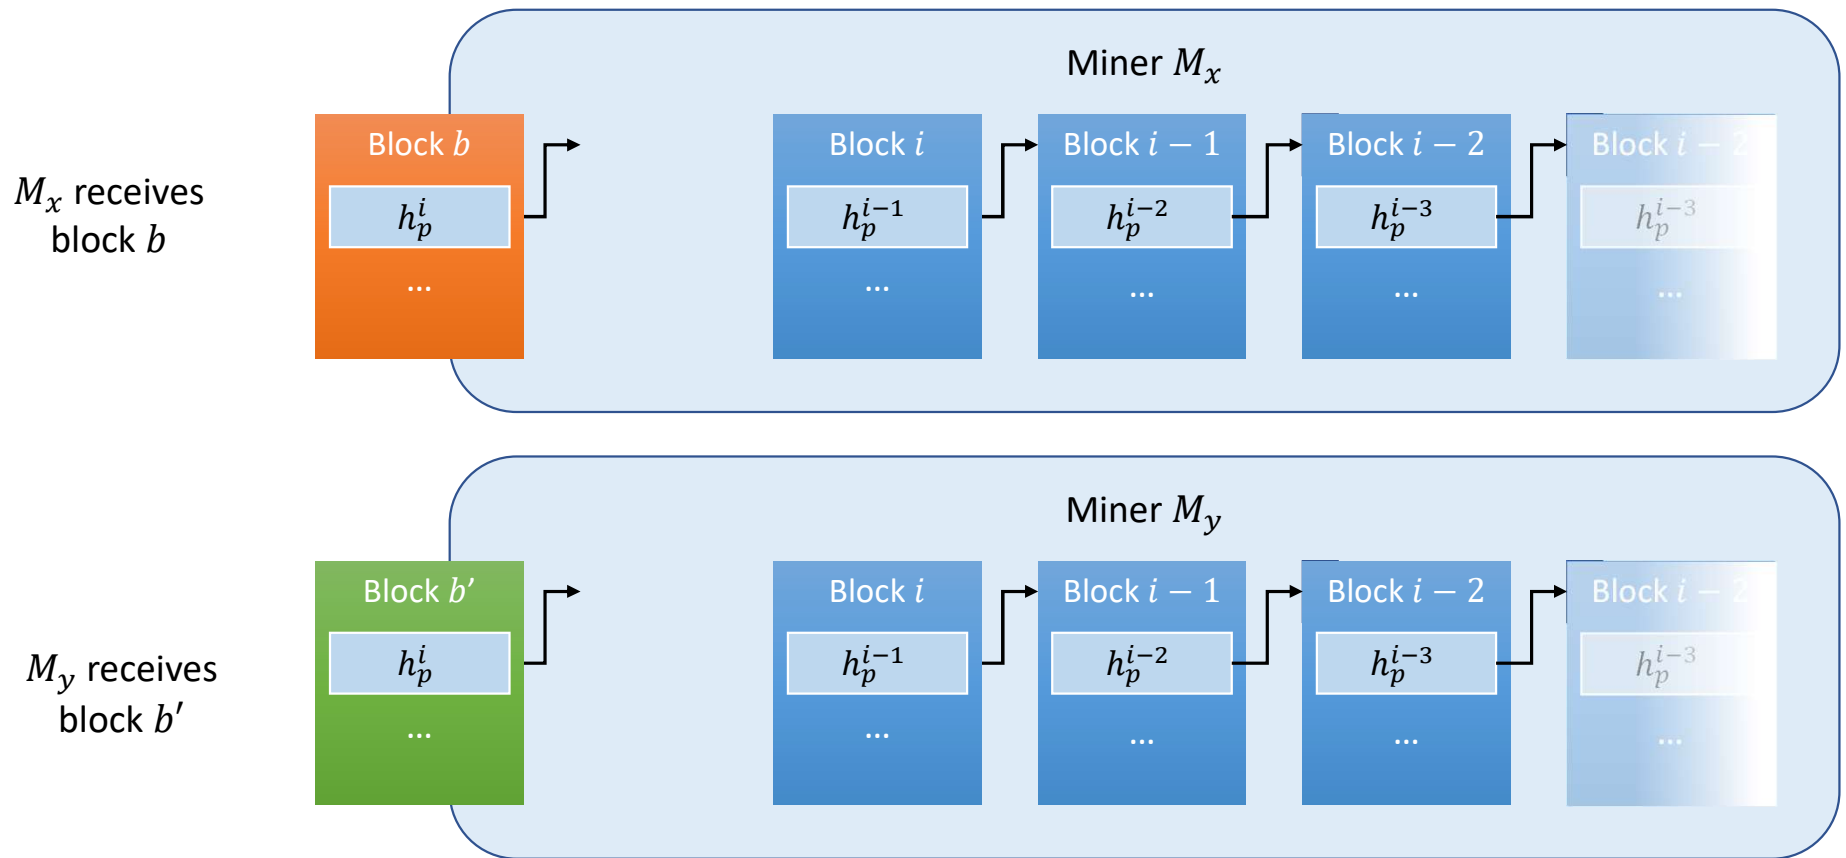 Miner M_x
M_x receives
block b
Block b
h_p^i
...
Block i
h_p^{i-1}
...
Block i − 1
h_p^{i-2}
...
Block i − 2
h_p^{i-3}
...
Block i − 2
h_p^{i-3}
...
Miner M_y
M_y receives
block b′
Block b'
h_p^i
...
Block i
h_p^{i-1}
...
Block i − 1
h_p^{i-2}
...
Block i − 2
h_p^{i-3}
...
Block i − 2
h_p^{i-3}
...